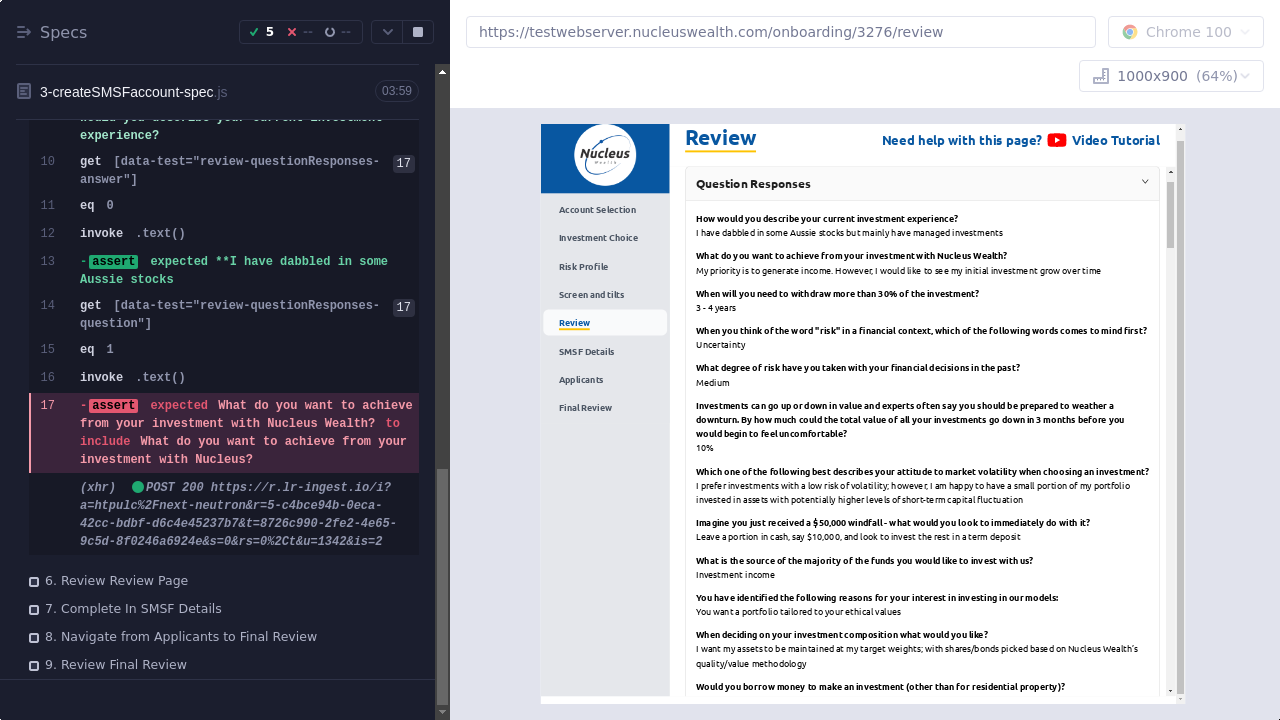 Specs
5
--
--
https://testwebserver.nucleuswealth.com/onboarding/3276/review
Chrome 100
1000x900 (64%)
3-createSMSFaccount-spec.js
03:59
would you describe your current investment
experience?
10 get [data-test="review-questionResponses-
answer"]
17
11 eq 0
12 invoke .text()
13 -assert expected **I have dabbled in some
Aussie stocks
14 get [data-test="review-questionResponses-
question"]
17
15 eq 1
16 invoke .text()
17 -assert expected What do you want to achieve
from your investment with Nucleus Wealth? to
include What do you want to achieve from your
investment with Nucleus?
(xhr) POST 200 https://r.lr-ingest.io/i?
a=htpulc%2Fnext-neutron&r=5-c4bce94b-0eca-
42cc-bdbf-d6c4e45237b7&t=8726c990-2fe2-4e65-
9c5d-8f0246a6924e&s=0&rs=0%2Ct&u=1342&is=2
6. Review Review Page
7. Complete In SMSF Details
8. Navigate from Applicants to Final Review
9. Review Final Review
Nucleus
Wealth
Account Selection
Investment Choice
Risk Profile
Screen and tilts
Review
SMSF Details
Applicants
Final Review
Review
Need help with this page? Video Tutorial
Question Responses
How would you describe your current investment experience?
I have dabbled in some Aussie stocks but mainly have managed investments
What do you want to achieve from your investment with Nucleus Wealth?
My priority is to generate income. However, I would like to see my initial investment grow over time
When will you need to withdraw more than 30% of the investment?
3 - 4 years
When you think of the word "risk" in a financial context, which of the following words comes to mind first?
Uncertainty
What degree of risk have you taken with your financial decisions in the past?
Medium
Investments can go up or down in value and experts often say you should be prepared to weather a
downturn. By how much could the total value of all your investments go down in 3 months before you
would begin to feel uncomfortable?
10%
Which one of the following best describes your attitude to market volatility when choosing an investment?
I prefer investments with a low risk of volatility; however, I am happy to have a small portion of my portfolio
invested in assets with potentially higher levels of short-term capital fluctuation
Imagine you just received a $50,000 windfall - what would you look to immediately do with it?
Leave a portion in cash, say $10,000, and look to invest the rest in a term deposit
What is the source of the majority of the funds you would like to invest with us?
Investment income
You have identified the following reasons for your interest in investing in our models:
You want a portfolio tailored to your ethical values
When deciding on your investment composition what would you like?
I want my assets to be maintained at my target weights; with shares/bonds picked based on Nucleus Wealth's
quality/value methodology
Would you borrow money to make an investment (other than for residential property)?